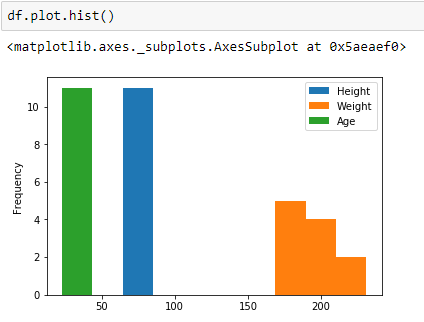 df.plot.hist()
<matplotlib.axes._subplots.AxesSubplot at 0x5aeaef0>
Height
Weight
Age
Frequency
10
8
6
4
2
0
50
100
150
200